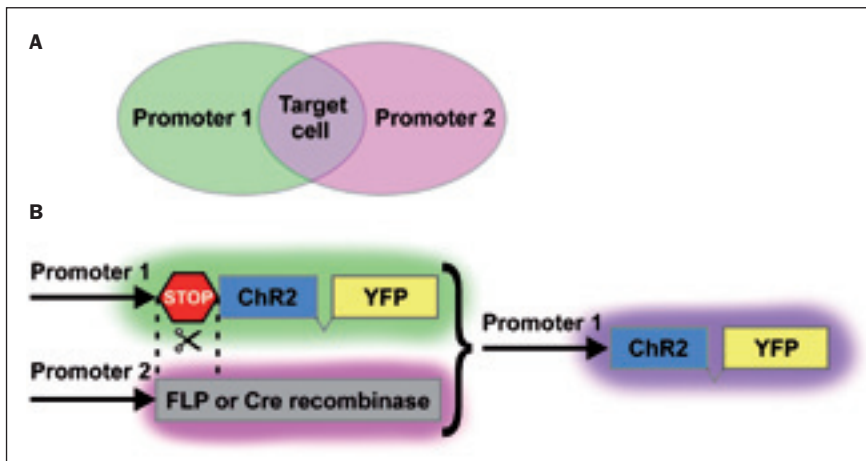 A
Promoter 1
Target
cell
Promoter 2
B
Promoter 1
STOP
ChR2
YFP
Promoter 2
FLP or Cre recombinase
Promoter 1
ChR2
YFP